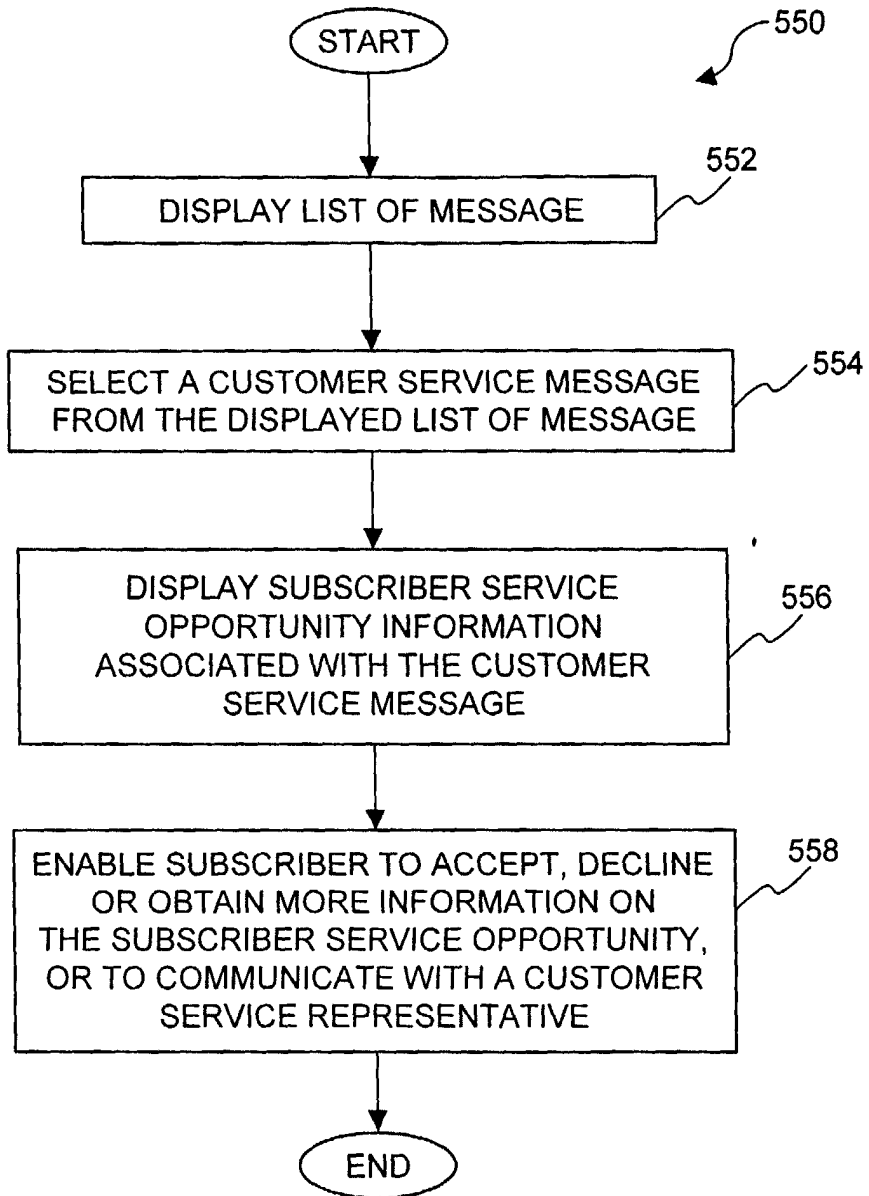 START
550
552
DISPLAY LIST OF MESSAGE
554
SELECT A CUSTOMER SERVICE MESSAGE
FROM THE DISPLAYED LIST OF MESSAGE
556
DISPLAY SUBSCRIBER SERVICE
OPPORTUNITY INFORMATION
ASSOCIATED WITH THE CUSTOMER
SERVICE MESSAGE
558
ENABLE SUBSCRIBER TO ACCEPT, DECLINE
OR OBTAIN MORE INFORMATION ON
THE SUBSCRIBER SERVICE OPPORTUNITY,
OR TO COMMUNICATE WITH A CUSTOMER
SERVICE REPRESENTATIVE
END